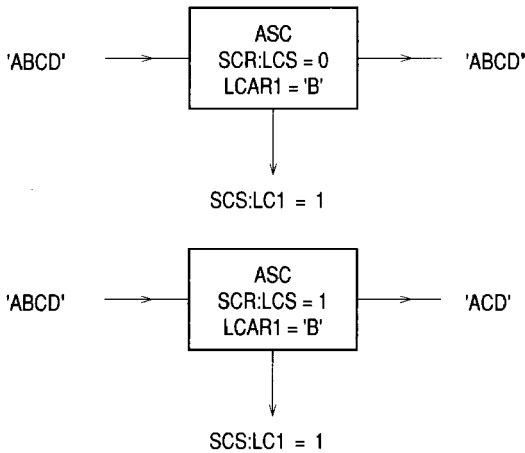 'ABCD'
ASC
SCR:LCS = 0
LCAR1 = 'B'
'ABCD"
SCS:LC1 = 1
'ABCD'
ASC
SCR:LCS = 1
LCAR1 = 'B'
'ACD'
SCS:LC1 = 1